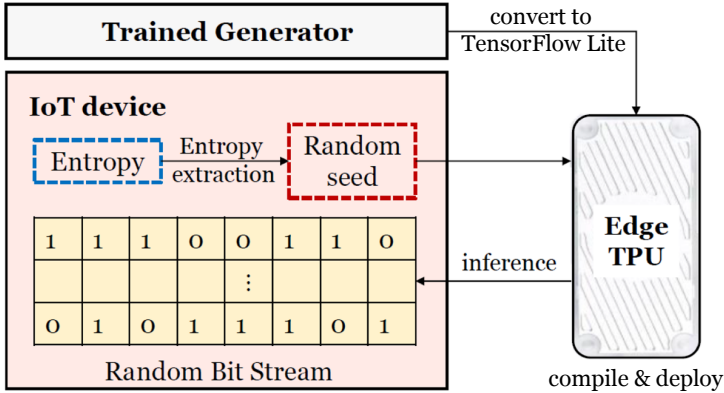 Trained Generator
convert to
TensorFlow Lite
IoT device
Entropy
Entropy
extraction
Random
seed
1 1 1 0 0 1 1 0
⋮
0 1 0 1 1 1 0 1
Random Bit Stream
inference
Edge
TPU
compile & deploy